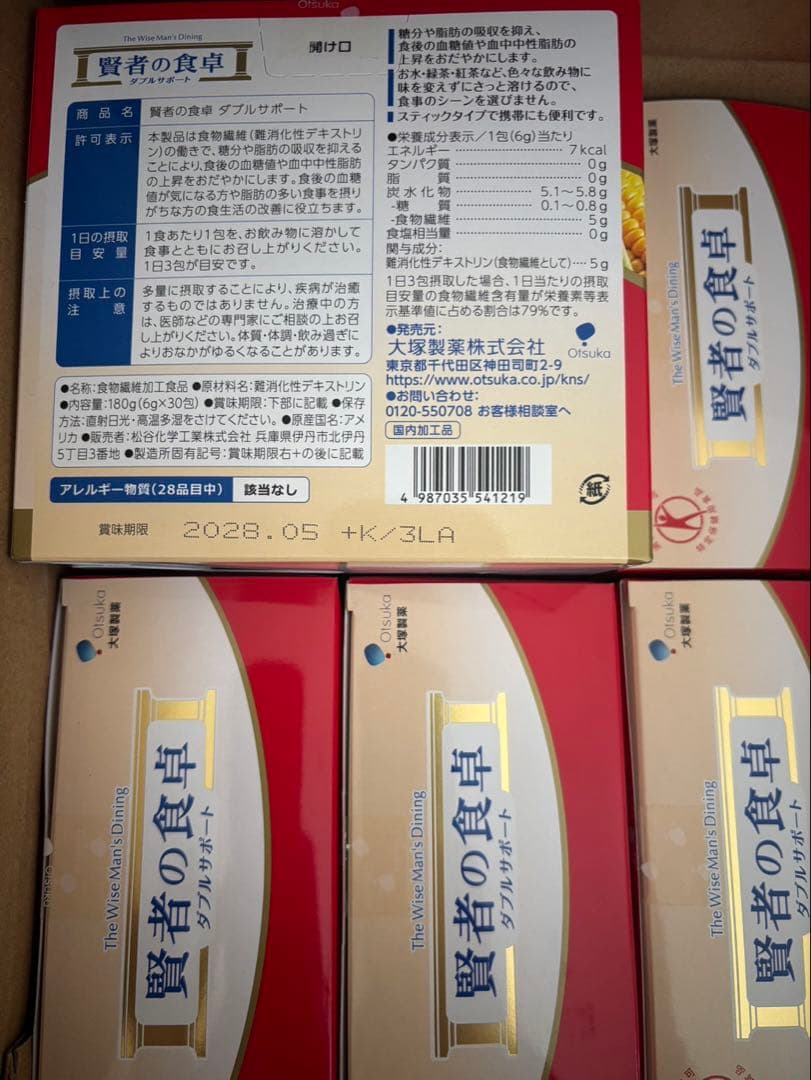 Otsuka
The Wise Man's Dining
賢者の食卓
ダブルサポート
開け口
商品名 賢者の食卓 ダブルサポート
許可表示
本製品は食物繊維(難消化性デキスト
リン)の働きで、糖分や脂肪の吸収を抑える
ことにより、食後の血糖値や血中中性脂肪
の上昇をおだやかにします。食後の血糖
値が気になる方や脂肪の多い食事を摂り
がちな方の食生活の改善に役立ちます。
1日の摂取
目安量
1食あたり1包を、お飲み物に溶かして
食事とともにお召し上がりください。
1日3包が目安です。
摂取上の
注意
多量に摂取することにより、疾病が治癒
するものではありません。治療中の方
は、医師などの専門家にご相談の上お召
し上がりください。体質・体調・飲み過ぎに
よりおなかがゆるくなることがあります。
●名称:食物繊維加工食品 ●原材料名:難消化性デキストリン
●内容量:180g(6g×30包) ●賞味期限:下部に記載 ●保存
方法:直射日光・高温多湿をさけてください。 ●原産国名:アメ
リカ ●販売者:松谷化学工業株式会社 兵庫県伊丹市北伊丹
5丁目3番地 ●製造所固有記号:賞味期限右+の後に記載
アレルギー物質(28品目中) 該当なし
賞味期限 2028.05 +K/3LA
糖分や脂肪の吸収を抑え、
食後の血糖値や血中中性脂肪の
上昇をおだやかにします。
お水・緑茶・紅茶など、色々な飲み物に
味を変えずにさっと溶けるので、
食事のシーンを選びません。
スティックタイプで携帯にも便利です。
●栄養成分表示/1包(6g)当たり
エネルギー 7kcal
タンパク質 0g
脂質 0g
炭水化物 5.1~5.8g
-糖質 0.1~0.8g
-食物繊維 5g
食塩相当量 0g
関与成分:
難消化性デキストリン(食物繊維として) 5g
1日3包摂取した場合、1日当たりの摂取
目安量の食物繊維含有量が栄養素等表
示基準値に占める割合は79%です。
●発売元:
大塚製薬株式会社
Otsuka
東京都千代田区神田司町2-9
https://www.otsuka.co.jp/kns/
●お問い合わせ:
0120-550708 お客様相談室へ
国内加工品
4 987035 541219
紙
大塚製薬
The Wise Man's Dining
賢者の食卓
ダブルサポート
Otsuka
大塚製薬
The Wise Man's Dining
賢者の食卓
ダブルサポート
Otsuka
大塚製薬
The Wise Man's Dining
賢者の食卓
ダブルサポート
Otsuka
大塚製薬
The Wise Man's Dining
賢者の食卓
ダブルサポート